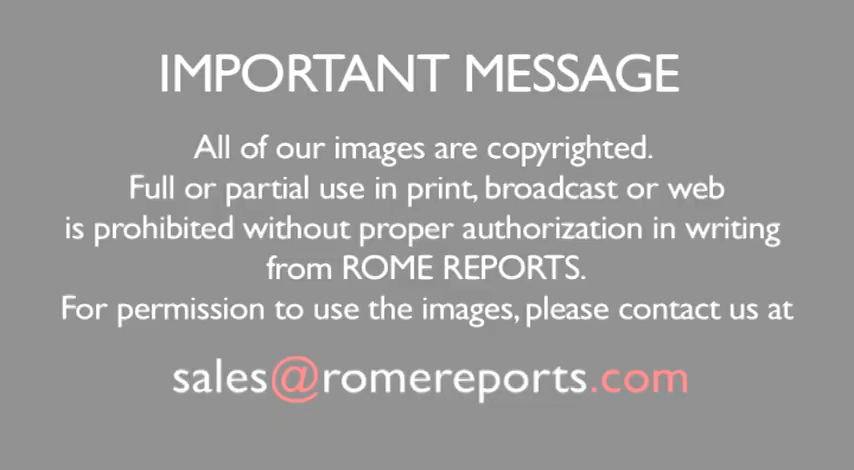 IMPORTANT MESSAGE
All of our images are copyrighted.
Full or partial use in print, broadcast or web
is prohibited without proper authorization in writing
from ROME REPORTS.
For permission to use the images, please contact us at
sales@romereports.com